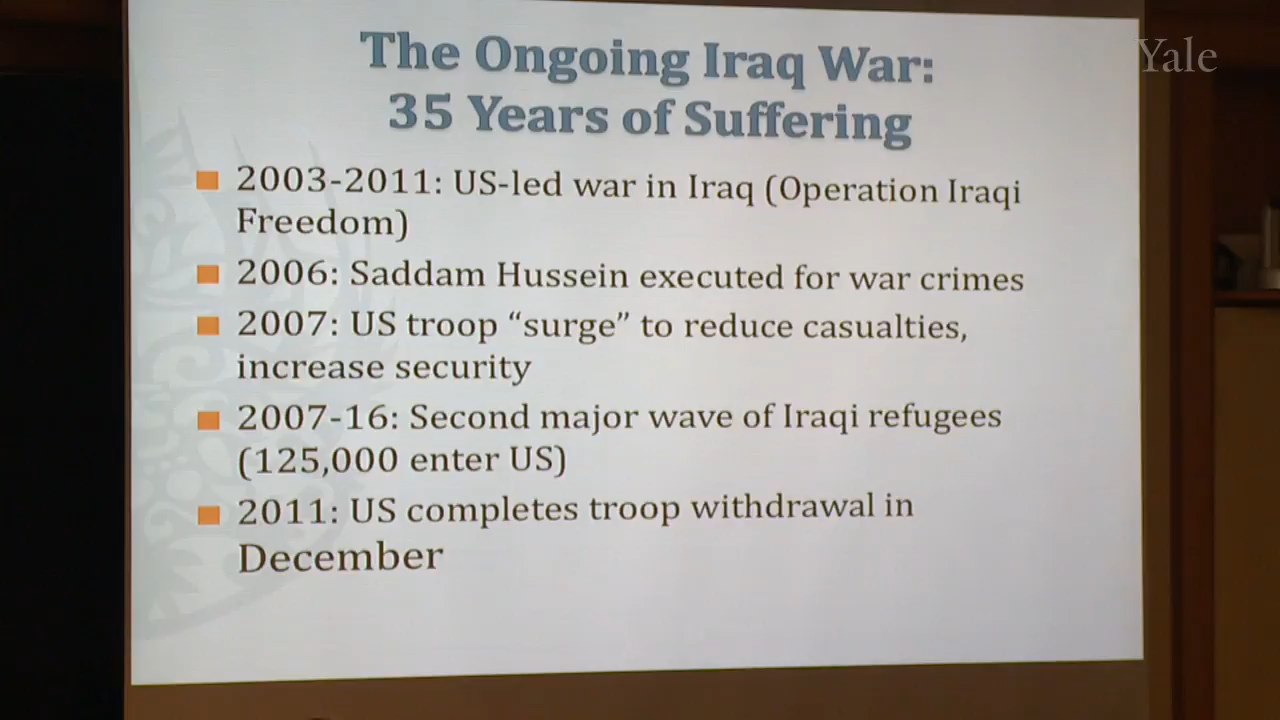 Yale
The Ongoing Iraq War:
35 Years of Suffering
2003-2011: US-led war in Iraq (Operation Iraqi
Freedom)
2006: Saddam Hussein executed for war crimes
2007: US troop “surge” to reduce casualties,
increase security
2007-16: Second major wave of Iraqi refugees
(125,000 enter US)
2011: US completes troop withdrawal in
December